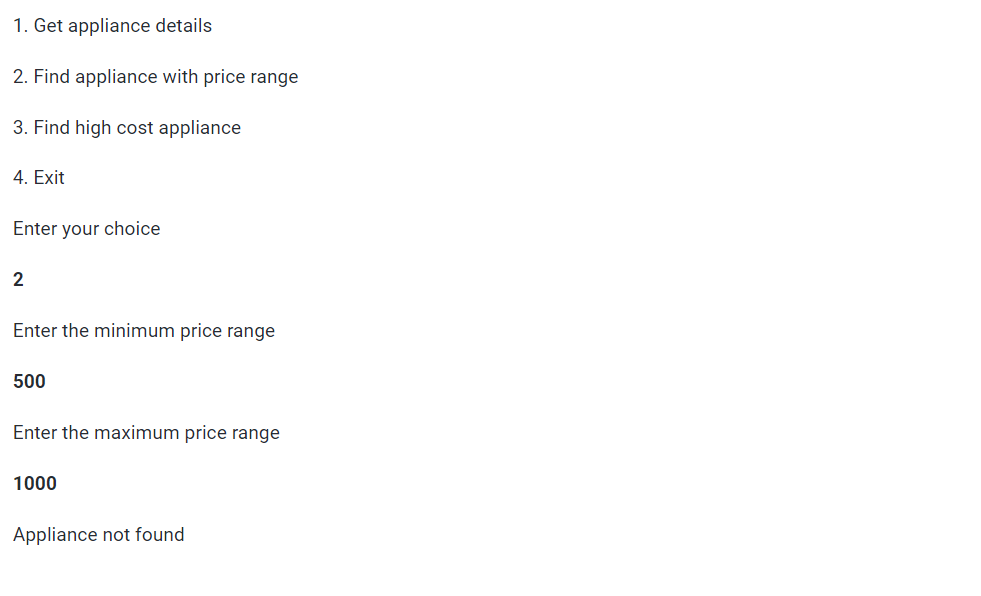 1. Get appliance details
2. Find appliance with price range
3. Find high cost appliance
4. Exit
Enter your choice
2
Enter the minimum price range
500
Enter the maximum price range
1000
Appliance not found